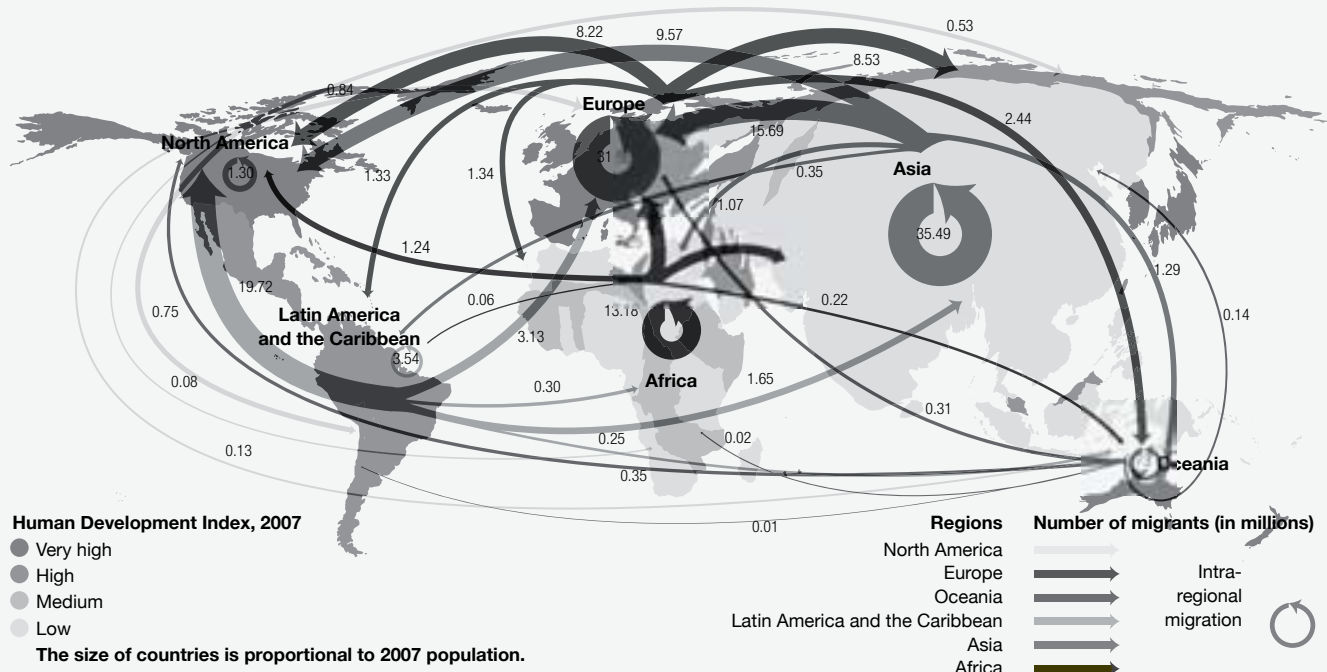 0.53
8.22
9.57
8.53
0.84
Europe
2.44
North America
15.69
31
Asia
1.30
1.33
1.34
0.35
1.07
35.49
1.24
1.29
19.72
0.06
0.22
0.75
Latin America
and the Caribbean
13.18
0.14
3.13
3.54
0.08
0.30
Africa
1.65
0.31
0.25
0.02
0.13
0.35
Oceania
0.01
Human Development Index, 2007
Very high
High
Medium
Low
The size of countries is proportional to 2007 population.
Regions
Number of migrants (in millions)
North America
Europe
Oceania
Latin America and the Caribbean
Asia
Africa
Intra-
regional
migration